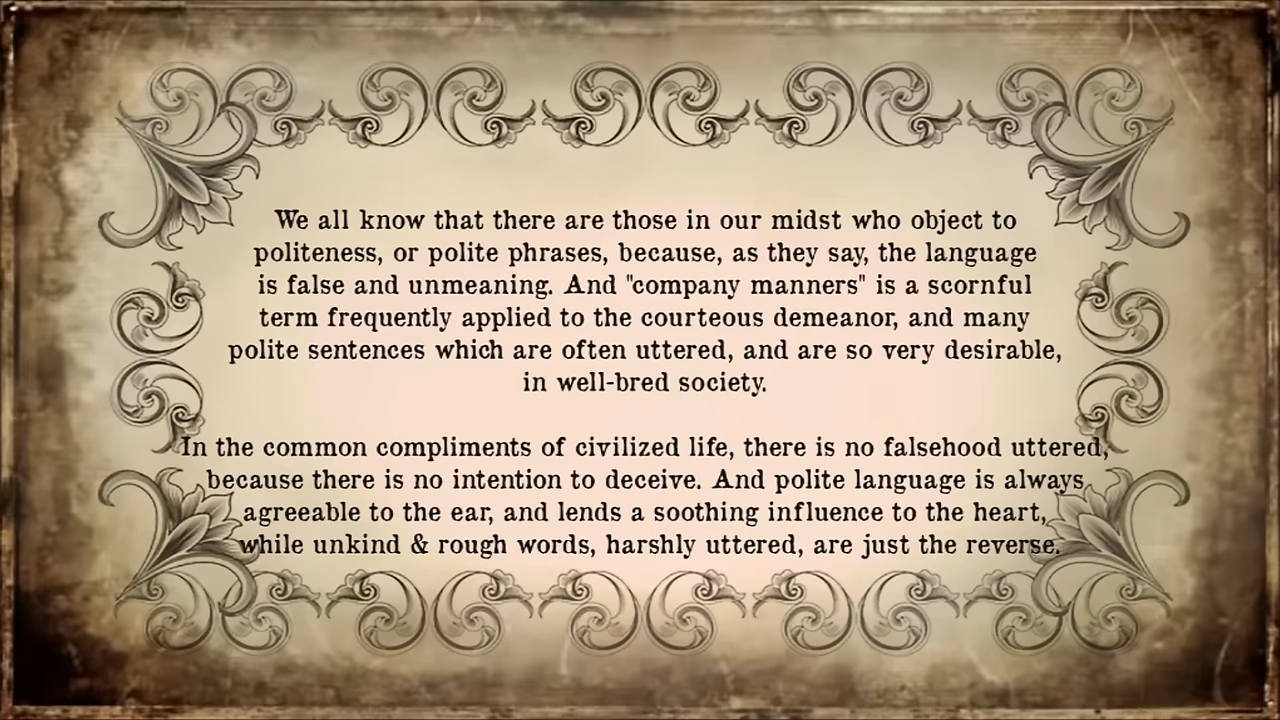 We all know that there are those in our midst who object to
politeness, or polite phrases, because, as they say, the language
is false and unmeaning. And "company manners" is a scornful
term frequently applied to the courteous demeanor, and many
polite sentences which are often uttered, and are so very desirable,
in well-bred society.
In the common compliments of civilized life, there is no falsehood uttered,
because there is no intention to deceive. And polite language is always
agreeable to the ear, and lends a soothing influence to the heart,
while unkind & rough words, harshly uttered, are just the reverse.